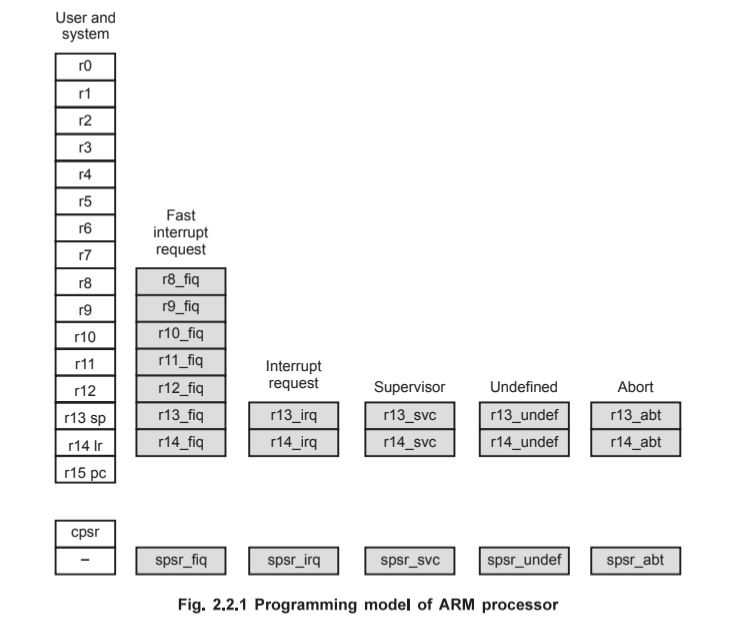 User and
system
r0
r1
r2
r3
r4
r5
r6
r7
r8
r9
r10
r11
r12
r13 sp
r14 lr
r15 pc
cpsr
–
Fast
interrupt
request
r8_fiq
r9_fiq
r10_fiq
r11_fiq
r12_fiq
r13_fiq
r14_fiq
spsr_fiq
Interrupt
request
r13_irq
r14_irq
spsr_irq
Supervisor
r13_svc
r14_svc
spsr_svc
Undefined
r13_undef
r14_undef
spsr_undef
Abort
r13_abt
r14_abt
spsr_abt
Fig. 2.2.1 Programming model of ARM processor